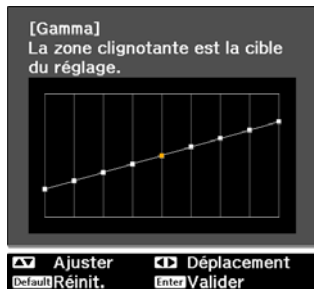 [Gamma]
La zone clignotante est la cible
du réglage.
Ajuster Déplacement
Default Réinit. Enter Valider